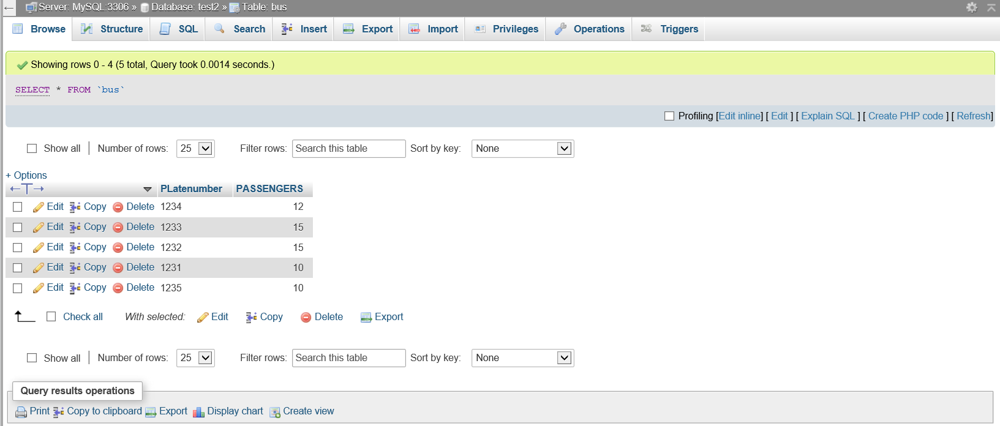 Server: MySQL:3306 » Database: test2 » Table: bus
Browse Structure SQL Search Insert Export Import Privileges Operations Triggers
Showing rows 0 - 4 (5 total, Query took 0.0014 seconds.)
SELECT * FROM `bus`
Profiling [Edit inline] [ Edit ] [ Explain SQL ] [ Create PHP code ] [ Refresh]
Show all Number of rows: 25 Filter rows: Search this table Sort by key: None
+ Options
←T→ PLatenumber PASSENGERS
Edit Copy Delete 1234 12
Edit Copy Delete 1233 15
Edit Copy Delete 1232 15
Edit Copy Delete 1231 10
Edit Copy Delete 1235 10
Check all With selected: Edit Copy Delete Export
Show all Number of rows: 25 Filter rows: Search this table Sort by key: None
Query results operations
Print Copy to clipboard Export Display chart Create view